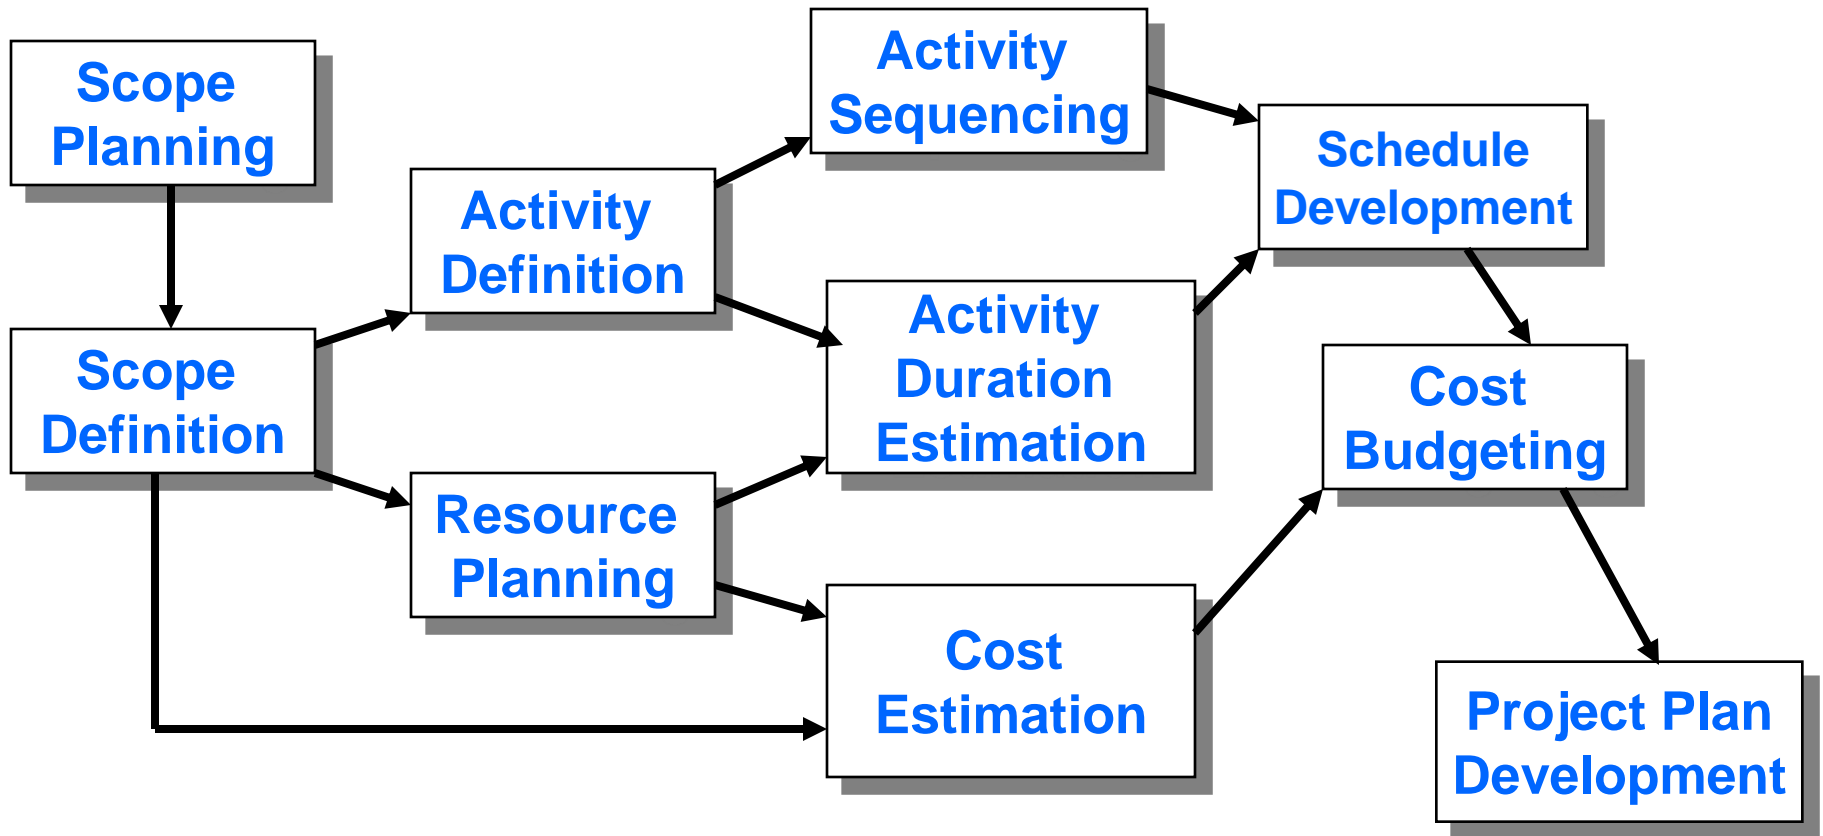 Scope
Planning
Scope
Definition
Activity
Definition
Resource
Planning
Activity
Sequencing
Activity
Duration
Estimation
Cost
Estimation
Schedule
Development
Cost
Budgeting
Project Plan
Development